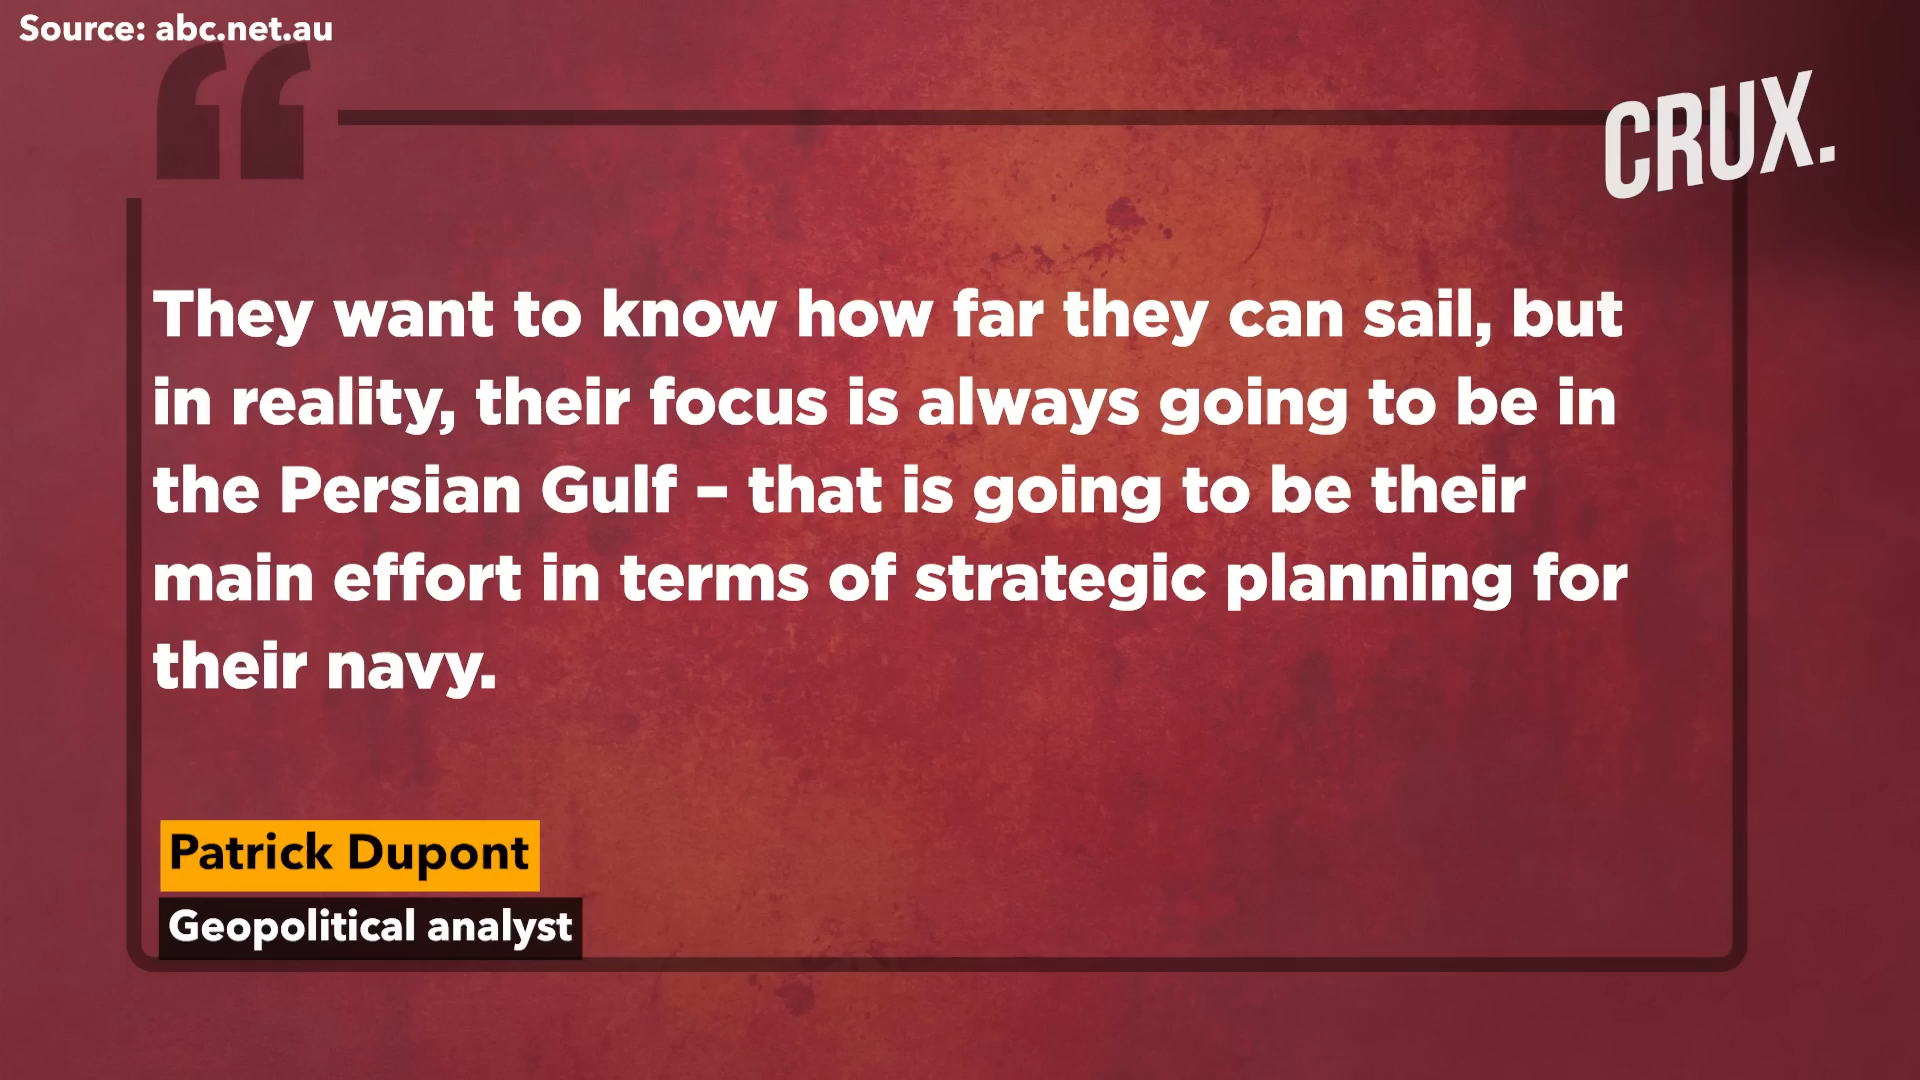 Source: abc.net.au
CRUX.
They want to know how far they can sail, but
in reality, their focus is always going to be in
the Persian Gulf – that is going to be their
main effort in terms of strategic planning for
their navy.
Patrick Dupont
Geopolitical analyst